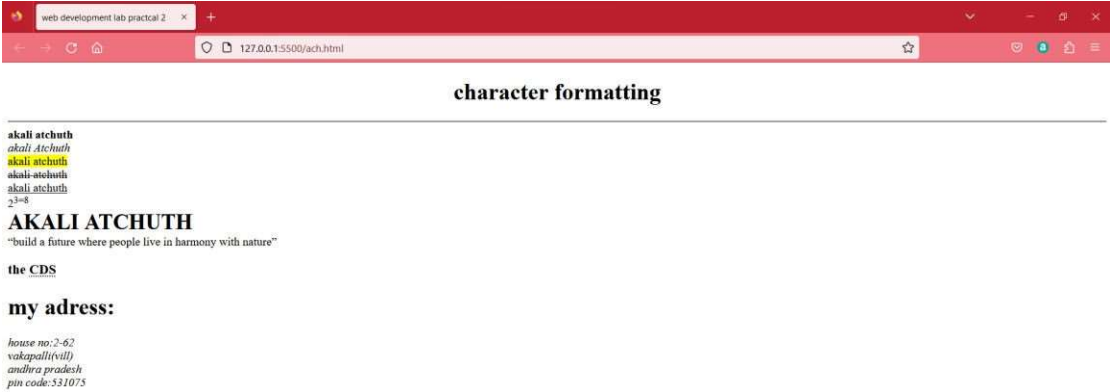 web development lab practcal 2
127.0.0.1:5500/ach.html
character formatting
akali atchuth
akali Atchuth
akali atchuth
akali atchuth
akali atchuth
23=8
AKALI ATCHUTH
“build a future where people live in harmony with nature”
the CDS
my adress:
house no:2-62
vakapalli(vill)
andhra pradesh
pin code:531075